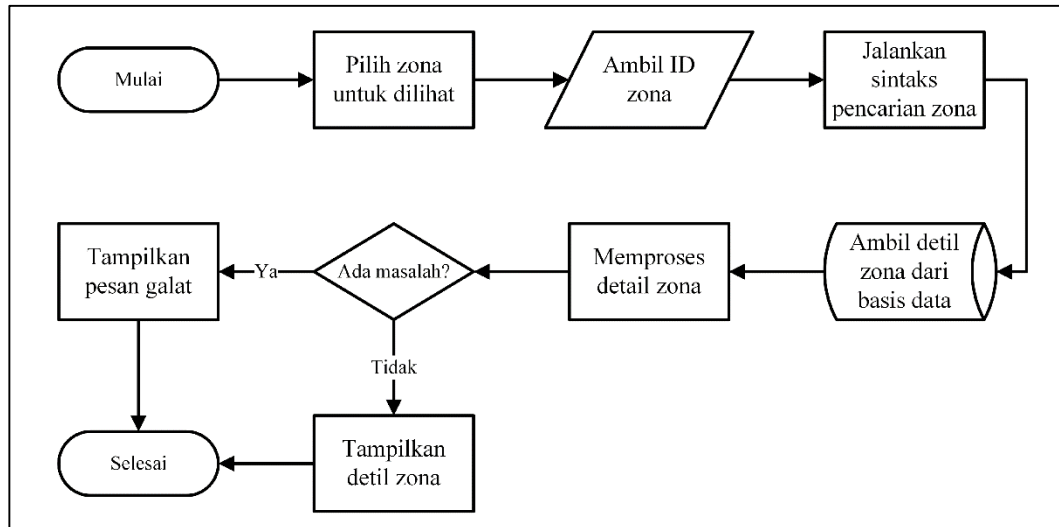 Mulai
Pilih zona
untuk dilihat
Ambil ID
zona
Jalankan
sintaks
pencarian zona
Ambil detil
zona dari
basis data
Memproses
detail zona
Ada masalah?
Ya
Tampilkan
pesan galat
Tidak
Tampilkan
detil zona
Selesai